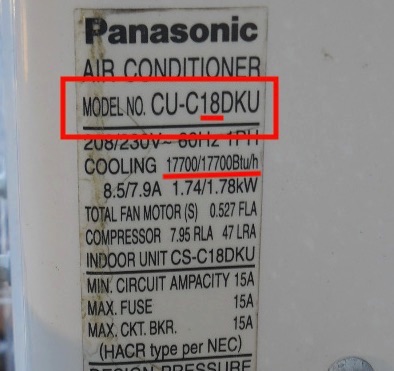 Panasonic
AIR CONDITIONER
MODEL NO. CU-C18DKU
208/230V~ 60Hz 1PH
COOLING 17700/17700Btu/h
8.5/7.9A 1.74/1.78kW
TOTAL FAN MOTOR (S) 0.527 FLA
COMPRESSOR 7.95 RLA 47 LRA
INDOOR UNIT CS-C18DKU
MIN. CIRCUIT AMPACITY 15A
MAX. FUSE 15A
MAX. CKT. BKR. 15A
(HACR type per NEC)
DESIGN PRESSURE